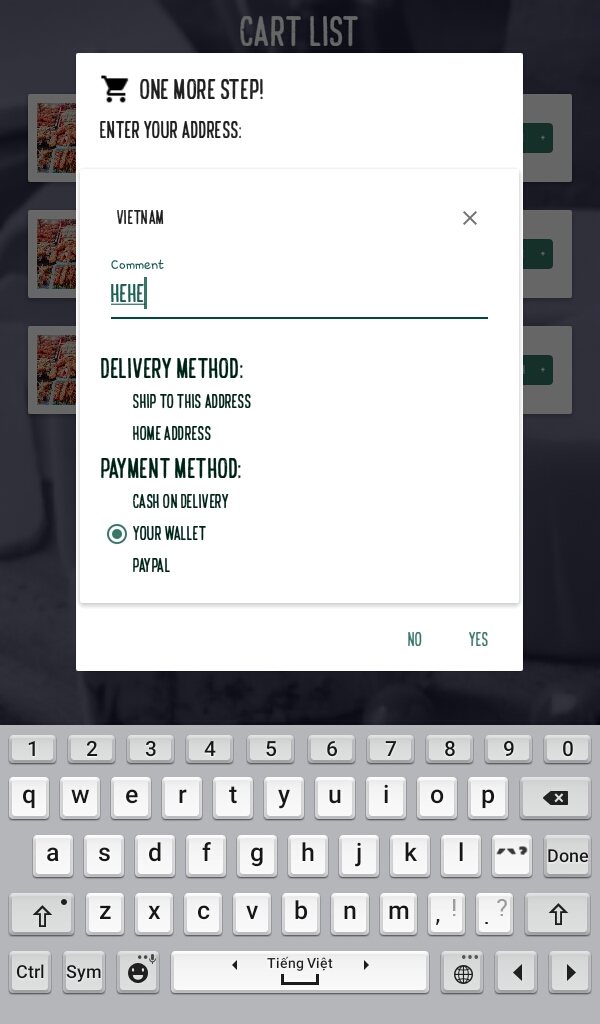 CART LIST
ONE MORE STEP!
ENTER YOUR ADDRESS:
VIETNAM
Comment
HEHE
DELIVERY METHOD:
SHIP TO THIS ADDRESS
HOME ADDRESS
PAYMENT METHOD:
CASH ON DELIVERY
YOUR WALLET
PAYPAL
NO YES
1 2 3 4 5 6 7 8 9 0
q w e r t y u i o p
a s d f g h j k l Done
z x c v b n m , ! . ?
Ctrl Sym Tiếng Việt